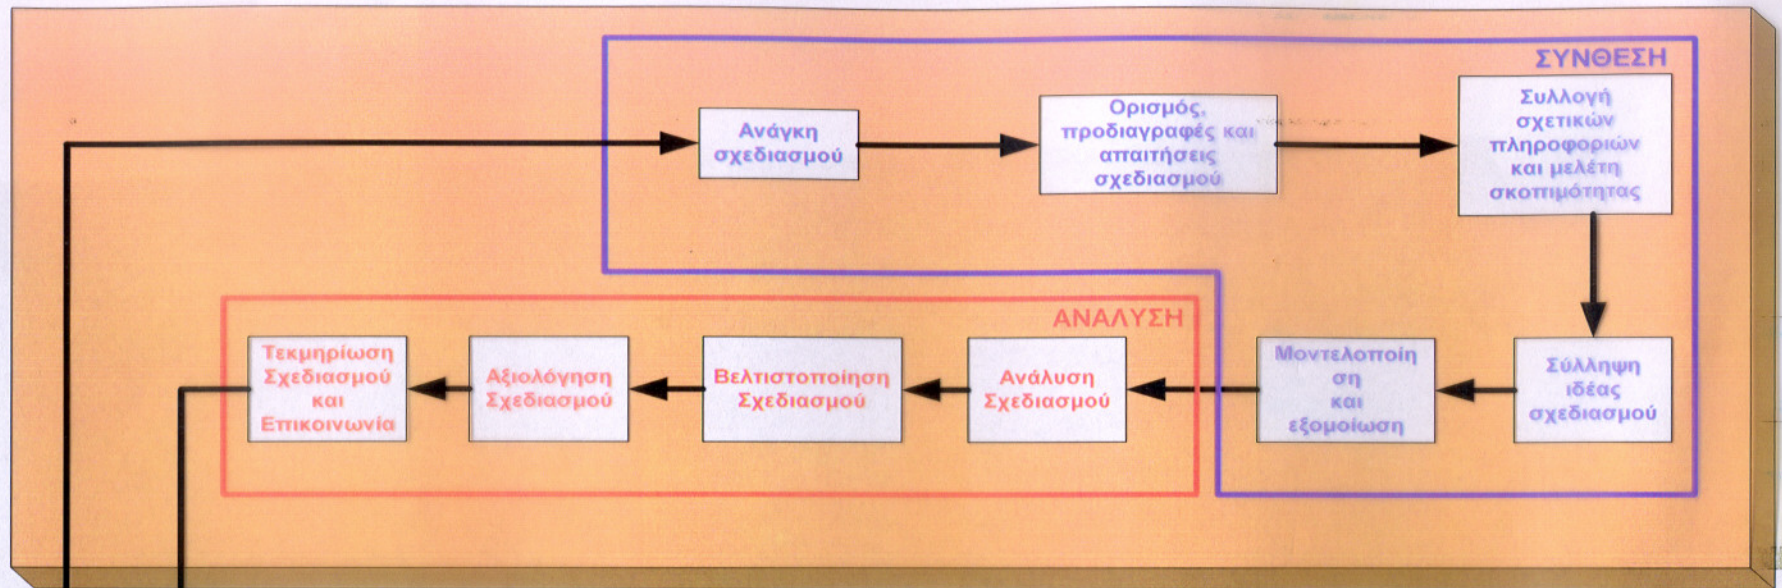 ΣΥΝΘΕΣΗ
Ανάγκη
σχεδιασμού
Ορισμός,
προδιαγραφές και
απαιτήσεις
σχεδιασμού
Συλλογή
σχετικών
πληροφοριών
και μελέτη
σκοπιμότητας
Σύλληψη
ιδέας
σχεδιασμού
Μοντελοποίη
ση
και
εξομοίωση
ΑΝΑΛΥΣΗ
Ανάλυση
Σχεδιασμού
Βελτιστοποίηση
Σχεδιασμού
Αξιολόγηση
Σχεδιασμού
Τεκμηρίωση
Σχεδιασμού
και
Επικοινωνία